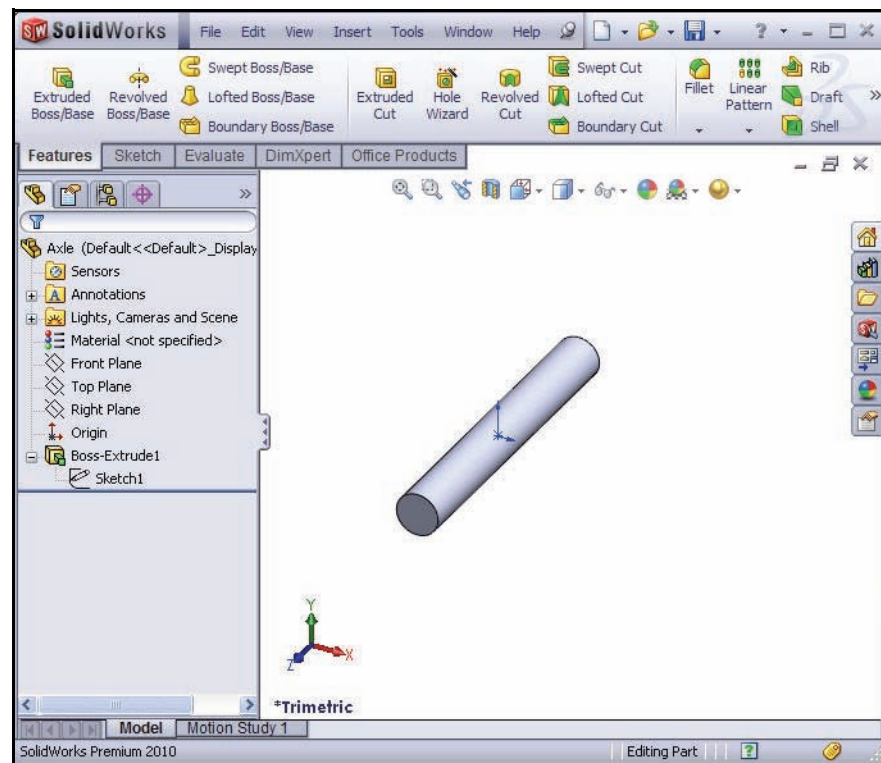 SolidWorks File Edit View Insert Tools Window Help ?
Extruded Boss/Base
Revolved Boss/Base
Swept Boss/Base
Lofted Boss/Base
Boundary Boss/Base
Extruded Cut
Hole Wizard
Revolved Cut
Swept Cut
Lofted Cut
Boundary Cut
Fillet
Linear Pattern
Rib
Draft
Shell
Features Sketch Evaluate DimXpert Office Products
Axle (Default<<Default>_Display
Sensors
A Annotations
Lights, Cameras and Scene
Material <not specified>
Front Plane
Top Plane
Right Plane
Origin
Boss-Extrude1
Sketch1
Y
X
Z
*Trimetric
Model Motion Study 1
SolidWorks Premium 2010 Editing Part ?